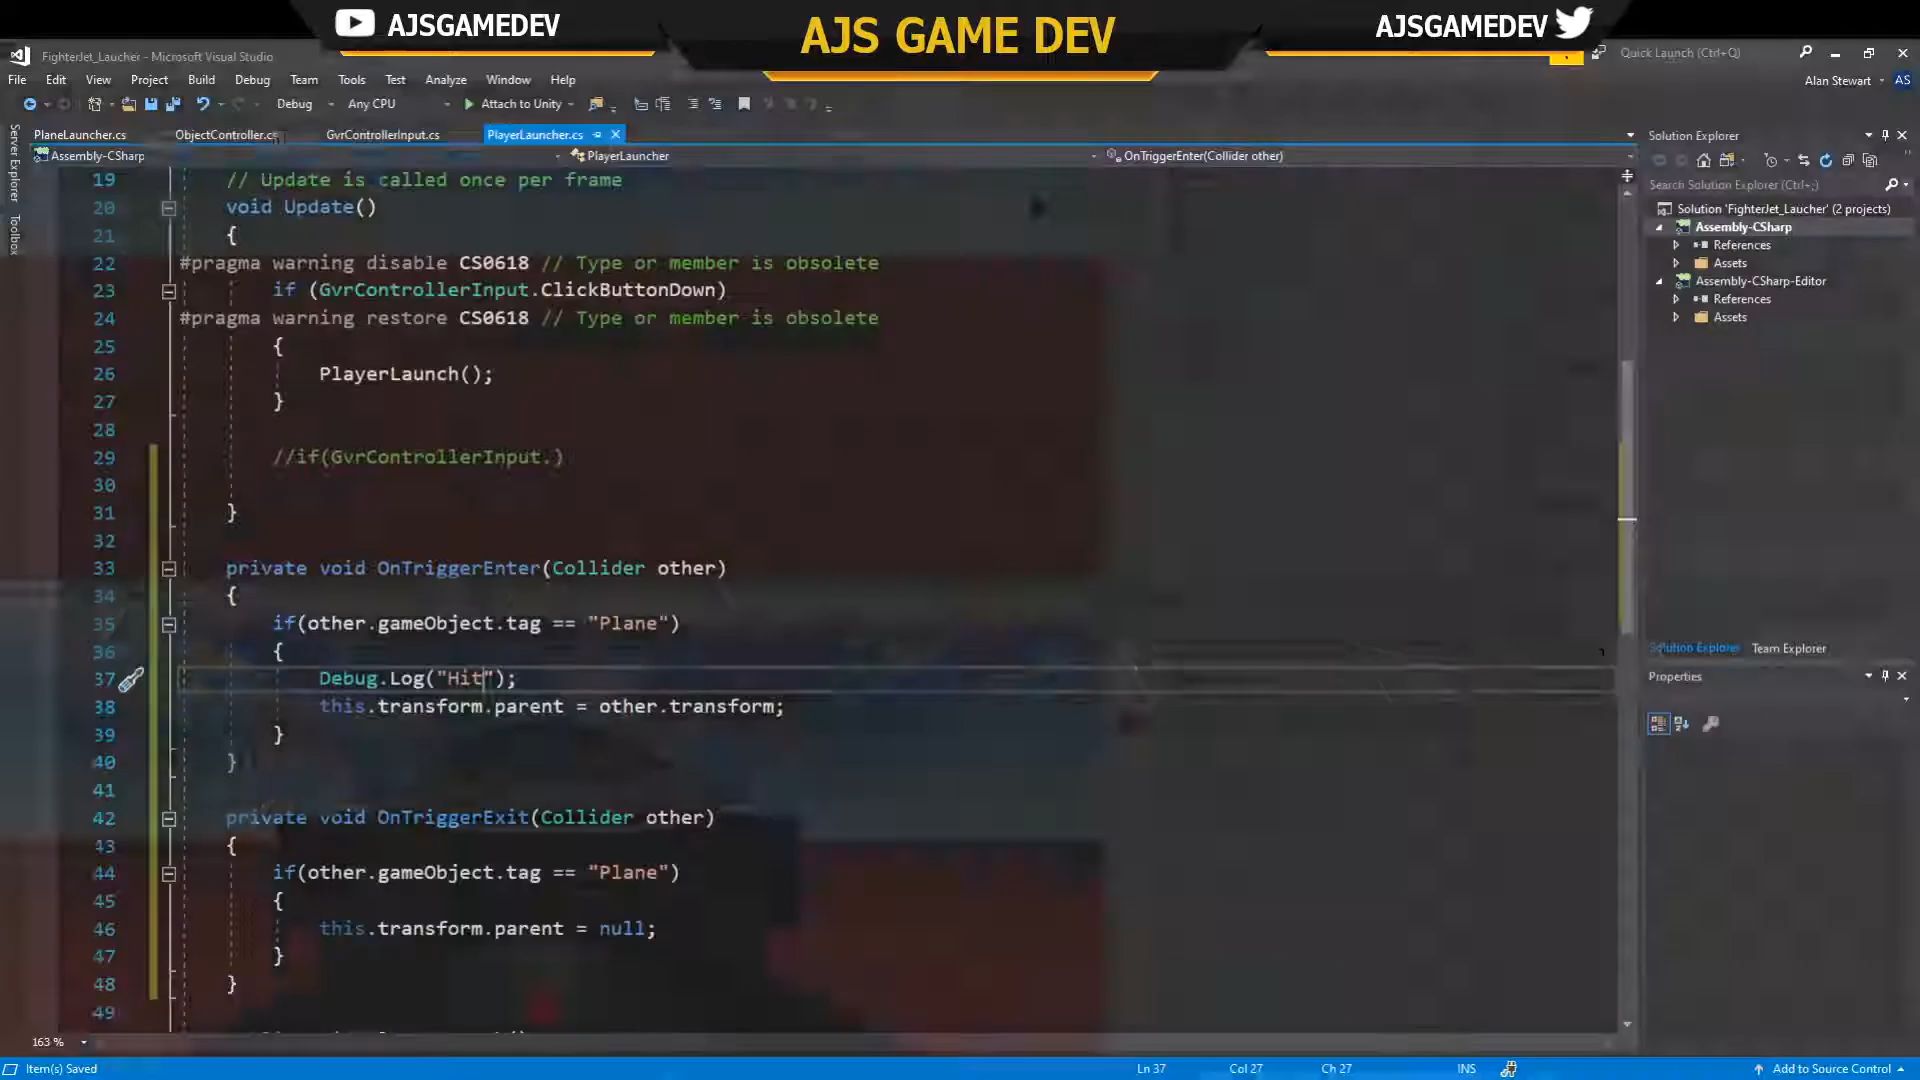 AJSGAMEDEV
AJS GAME DEV
AJSGAMEDEV
FighterJet_Laucher - Microsoft Visual Studio
Quick Launch (Ctrl+Q)
File Edit View Project Build Debug Team Tools Test Analyze Window Help
Alan Stewart AS
Debug Any CPU Attach to Unity
PlaneLauncher.cs ObjectController.cs GvrControllerInput.cs PlayerLauncher.cs
Assembly-CSharp PlayerLauncher OnTriggerEnter(Collider other)
Server Explorer
Toolbox
19 // Update is called once per frame
20 void Update()
21 {
22 #pragma warning disable CS0618 // Type or member is obsolete
23 if (GvrControllerInput.ClickButtonDown)
24 #pragma warning restore CS0618 // Type or member is obsolete
25 {
26 PlayerLaunch();
27 }
28
29 //if(GvrControllerInput.)
30
31 }
32
33 private void OnTriggerEnter(Collider other)
34 {
35 if(other.gameObject.tag == "Plane")
36 {
37 Debug.Log("Hit");
38 this.transform.parent = other.transform;
39 }
40 }
41
42 private void OnTriggerExit(Collider other)
43 {
44 if(other.gameObject.tag == "Plane")
45 {
46 this.transform.parent = null;
47 }
48 }
49
163 %
Solution Explorer
Search Solution Explorer (Ctrl+;)
Solution 'FighterJet_Laucher' (2 projects)
Assembly-CSharp
References
Assets
Assembly-CSharp-Editor
References
Assets
Solution Explorer Team Explorer
Properties
Item(s) Saved Ln 37 Col 27 Ch 27 INS Add to Source Control